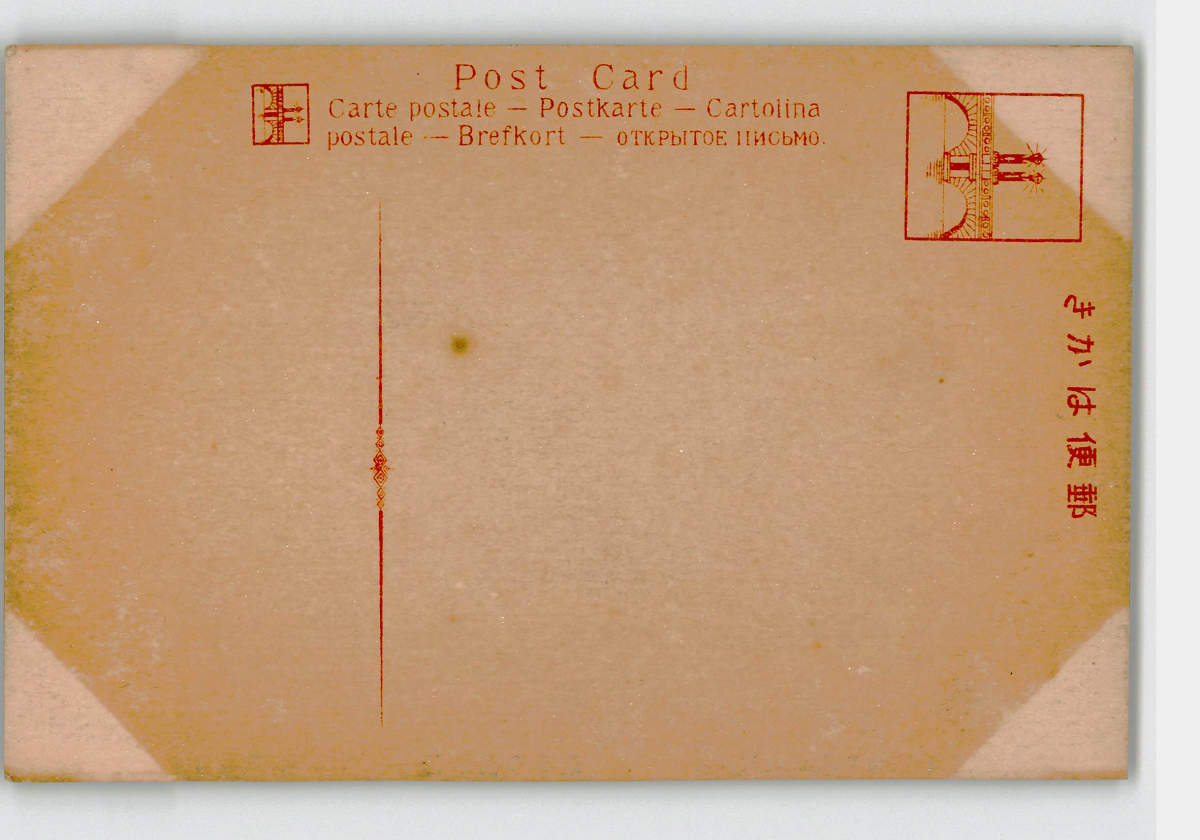 Post Card
Carte postale — Postkarte — Cartolina
postale — Brefkort — ОТКРЫТОЕ ПИСЬМО.
きかは便郵